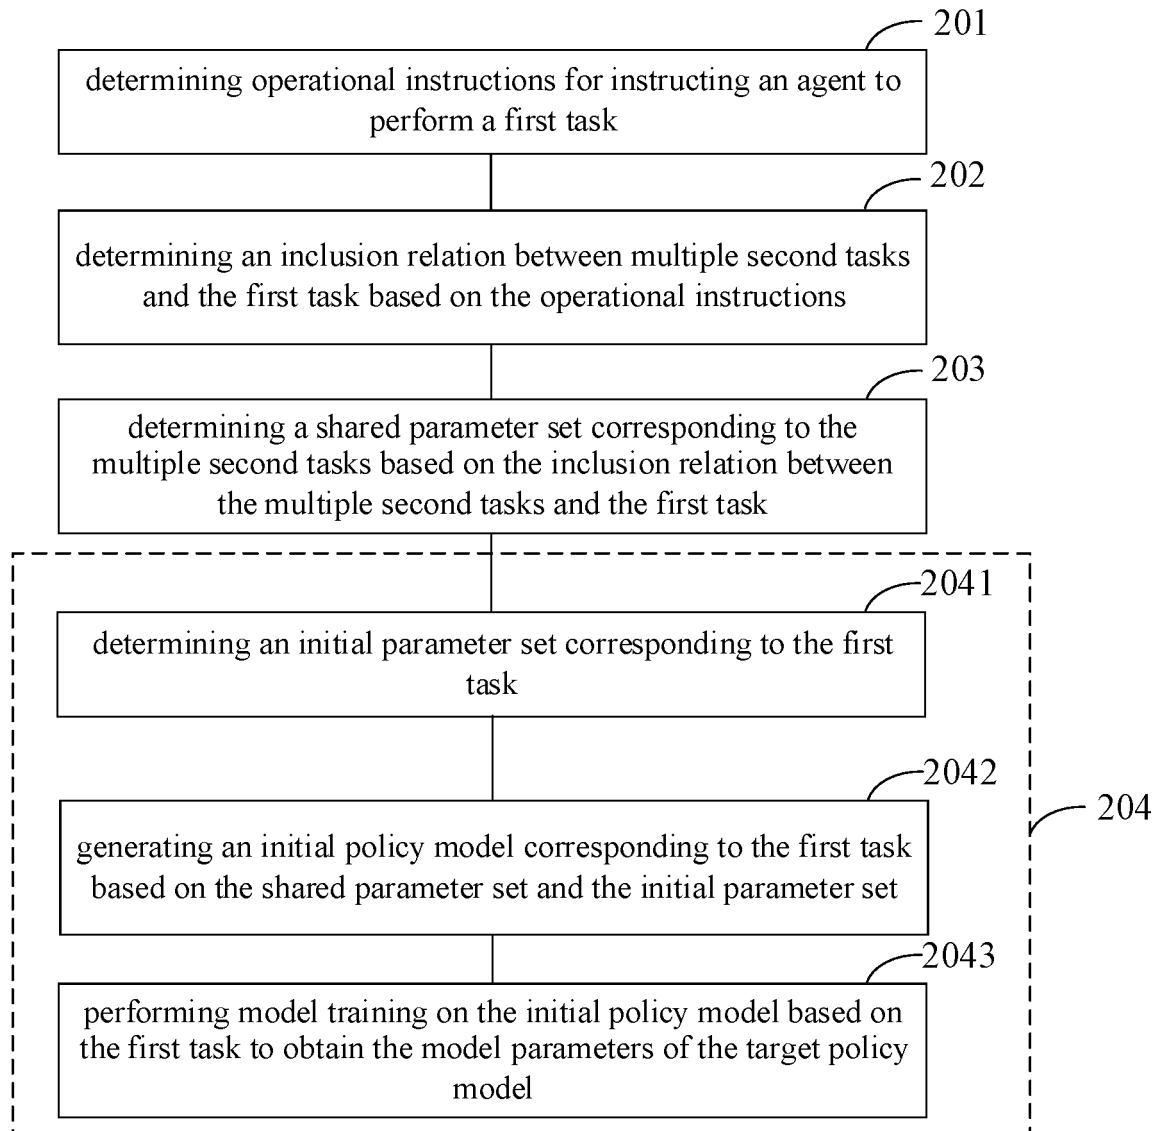 201
determining operational instructions for instructing an agent to
perform a first task
202
determining an inclusion relation between multiple second tasks
and the first task based on the operational instructions
203
determining a shared parameter set corresponding to the
multiple second tasks based on the inclusion relation between
the multiple second tasks and the first task
2041
determining an initial parameter set corresponding to the first
task
2042
204
generating an initial policy model corresponding to the first task
based on the shared parameter set and the initial parameter set
2043
performing model training on the initial policy model based on
the first task to obtain the model parameters of the target policy
model